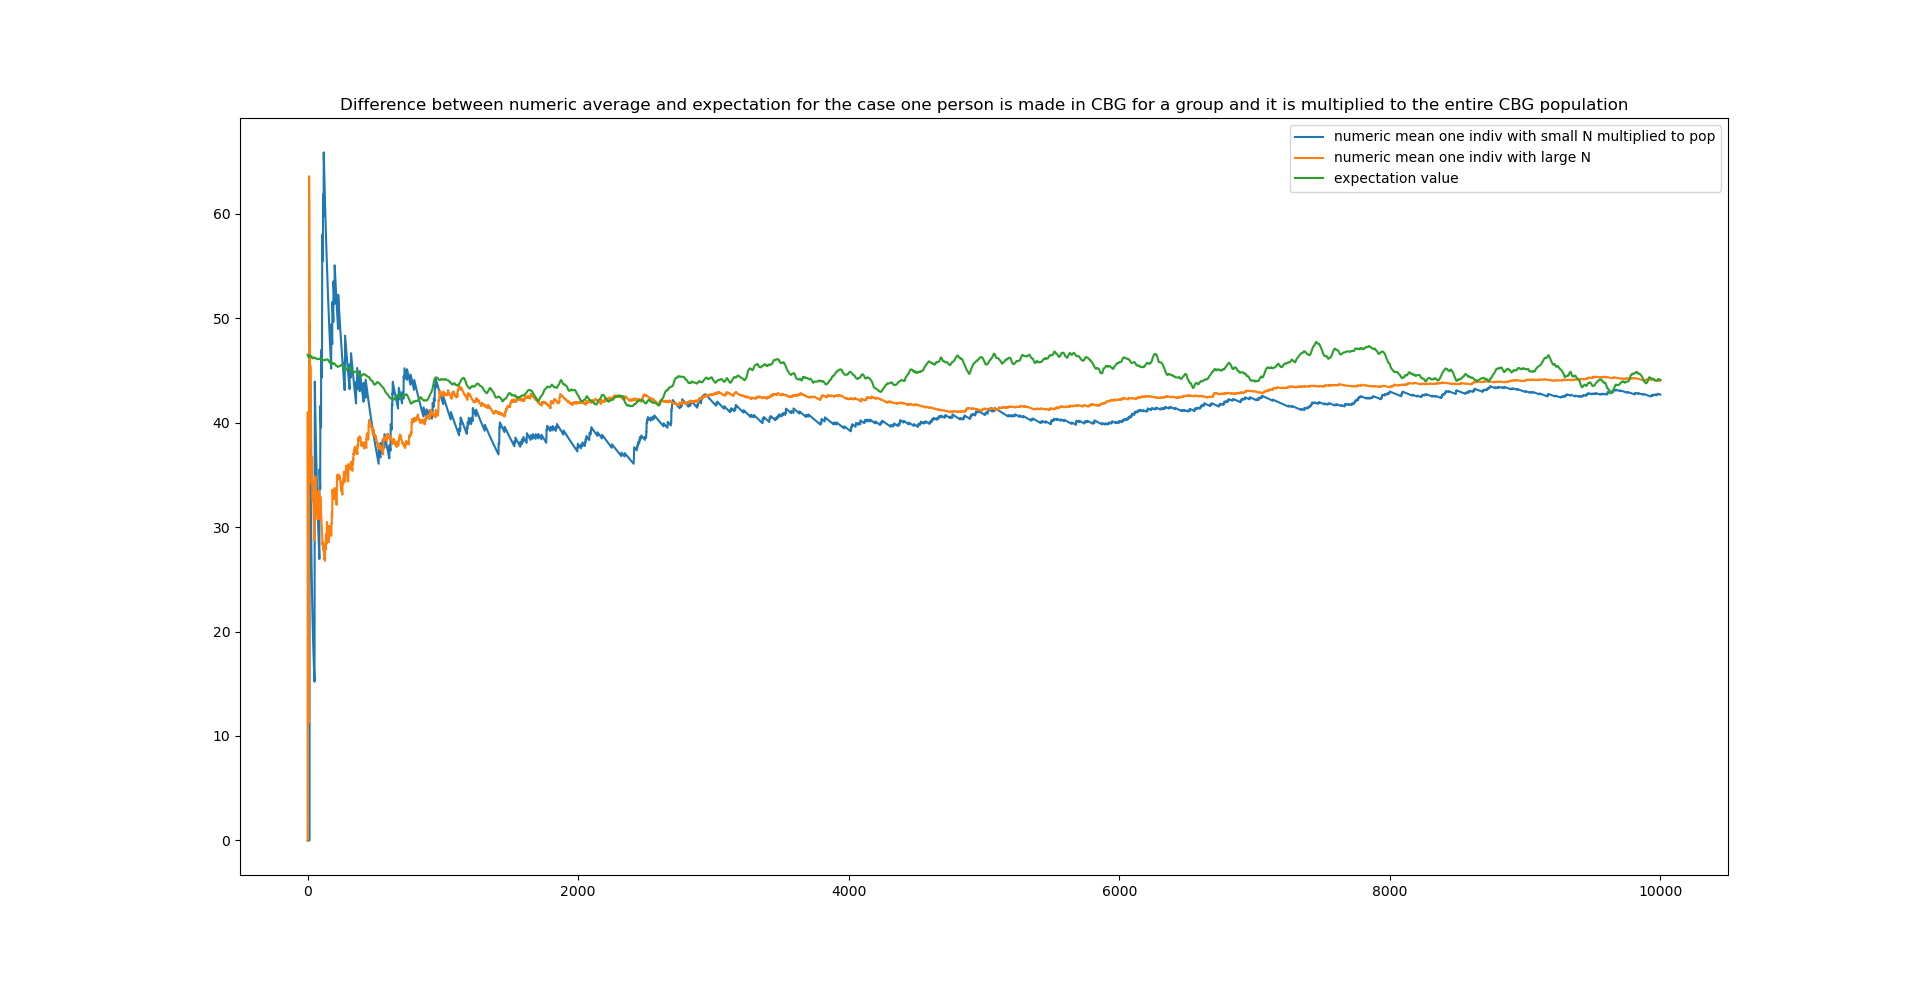 Difference between numeric average and expectation for the case one person is made in CBG for a group and it is multiplied to the entire CBG population
numeric mean one indiv with small N multiplied to pop
numeric mean one indiv with large N
expectation value
60
50
40
30
20
10
0
0 2000 4000 6000 8000 10000